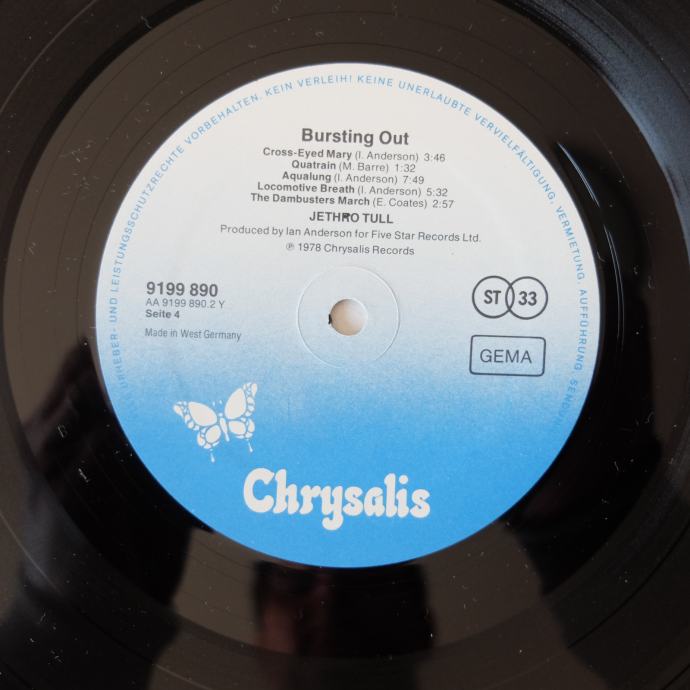 ALLE URHEBER- UND LEISTUNGSSCHUTZRECHTE VORBEHALTEN. KEIN VERLEIH! KEINE UNERLAUBTE VERVIELFÄLTIGUNG, VERMIETUNG, AUFFÜHRUNG, SENDUNG!
Bursting Out
Cross-Eyed Mary (I. Anderson) 3:46
Quatrain (M. Barre) 1:32
Aqualung (I. Anderson) 7:49
Locomotive Breath (I. Anderson) 5:32
The Dambusters March (E. Coates) 2:57
JETHRO TULL
Produced by Ian Anderson for Five Star Records Ltd.
℗ 1978 Chrysalis Records
9199 890
AA 9199 890.2 Y
Seite 4
Made in West Germany
ST 33
GEMA
Chrysalis